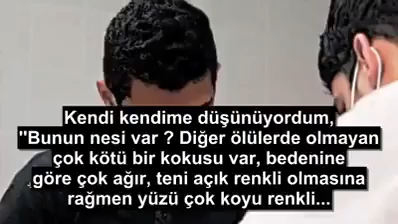 Kendi kendime düşünüyordum,
"Bunun nesi var ? Diğer ölülerde olmayan
çok kötü bir kokusu var, bedenine
göre çok ağır, teni açık renkli olmasına
rağmen yüzü çok koyu renkli...